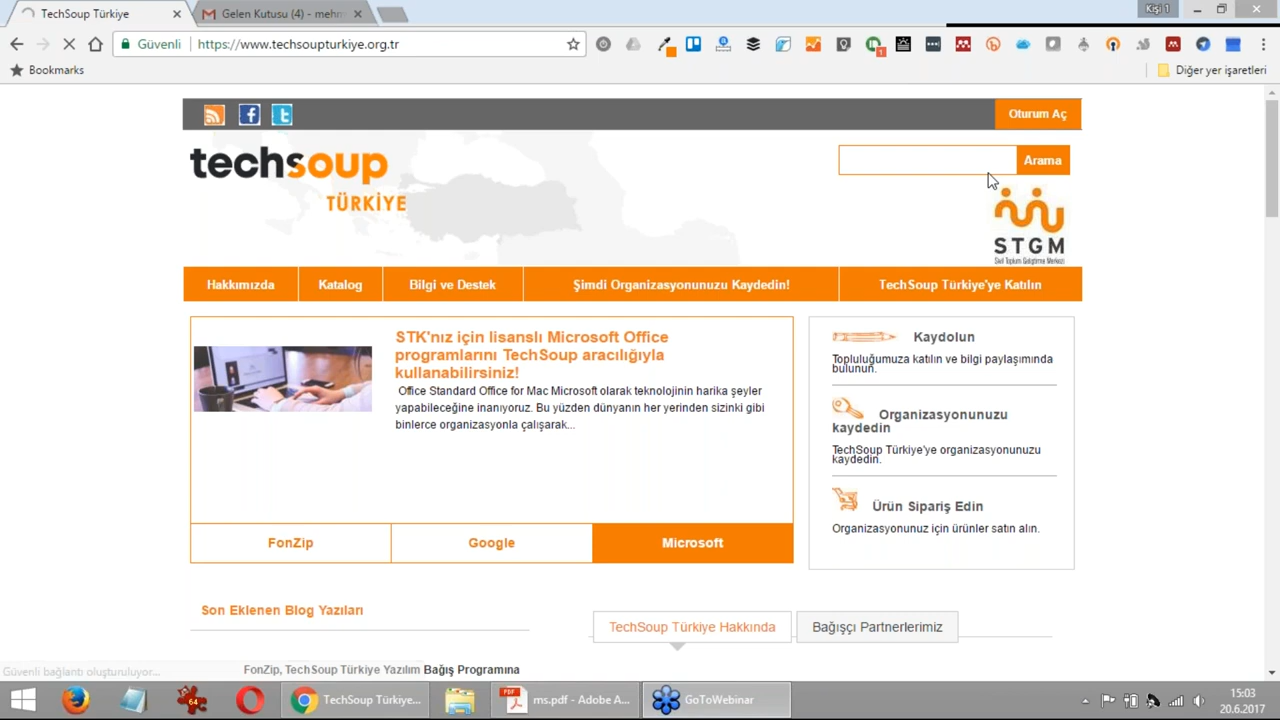 TechSoup Türkiye
Gelen Kutusu (4) - mehm
Kişi 1
Güvenli
https://www.techsoupturkiye.org.tr
1
Bookmarks
Diğer yer işaretleri
Oturum Aç
techsoup
TÜRKİYE
Arama
STGM
Sivil Toplum Geliştirme Merkezi
Hakkımızda
Katalog
Bilgi ve Destek
Şimdi Organizasyonunuzu Kaydedin!
TechSoup Türkiye'ye Katılın
STK'nız için lisanslı Microsoft Office
programlarını TechSoup aracılığıyla
kullanabilirsiniz!
Office Standard Office for Mac Microsoft olarak teknolojinin harika şeyler
yapabileceğine inanıyoruz. Bu yüzden dünyanın her yerinden sizinki gibi
binlerce organizasyonla çalışarak...
Kaydolun
Topluluğumuza katılın ve bilgi paylaşımında
bulunun.
Organizasyonunuzu
kaydedin
TechSoup Türkiye'ye organizasyonunuzu
kaydedin.
Ürün Sipariş Edin
Organizasyonunuz için ürünler satın alın.
FonZip
Google
Microsoft
Son Eklenen Blog Yazıları
TechSoup Türkiye Hakkında
Bağışçı Partnerlerimiz
Güvenli bağlantı oluşturuluyor...
FonZip, TechSoup Türkiye Yazılım Bağış Programına
64
TechSoup Türkiye...
PDF
ms.pdf - Adobe A...
GoToWebinar
15:03
20.6.2017